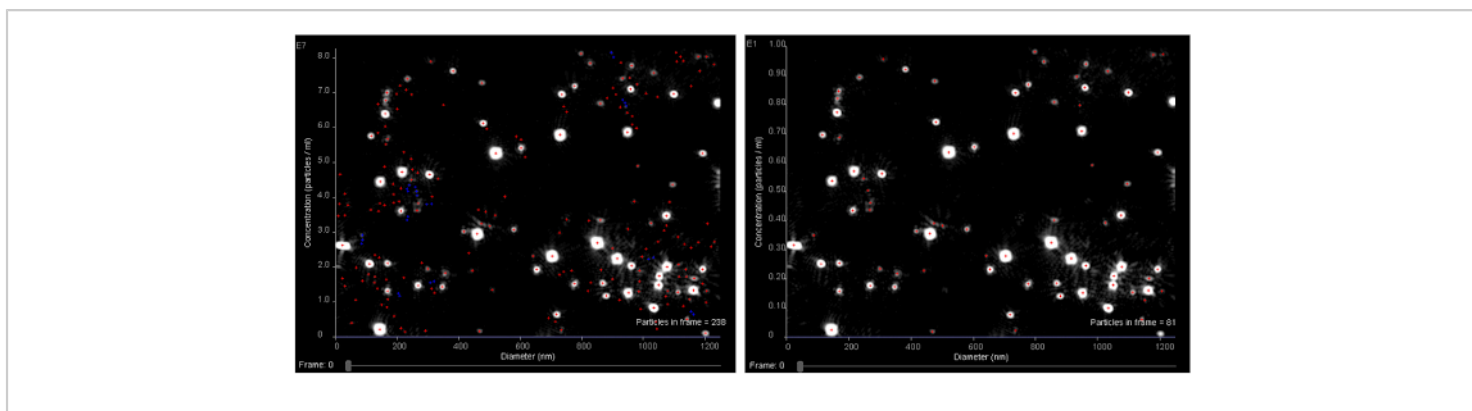 E7
8.0
7.0
6.0
5.0
4.0
3.0
2.0
1.0
0
Concentration (particles / ml)
Particles in frame = 238
0 200 400 600 800 1000 1200
Diameter (nm)
Frame: 0
E1
1.00
0.90
0.80
0.70
0.60
0.50
0.40
0.30
0.20
0.10
0
Concentration (particles / ml)
Particles in frame = 81
0 200 400 600 800 1000 1200
Diameter (nm)
Frame: 0